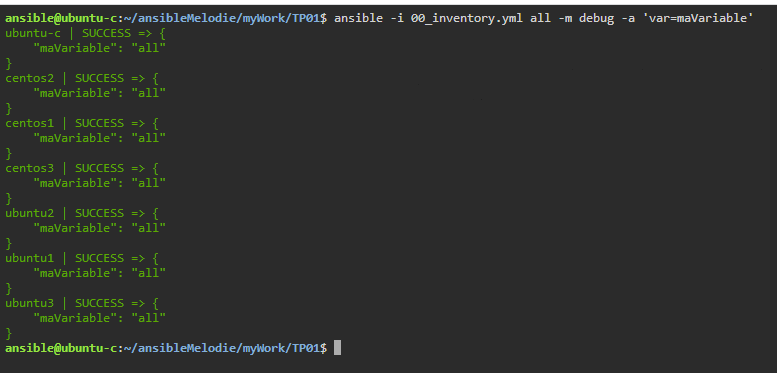 ansible@ubuntu-c:~/ansibleMelodie/myWork/TP01$ ansible -i 00_inventory.yml all -m debug -a 'var=maVariable'
ubuntu-c | SUCCESS => {
    "maVariable": "all"
}
centos2 | SUCCESS => {
    "maVariable": "all"
}
centos1 | SUCCESS => {
    "maVariable": "all"
}
centos3 | SUCCESS => {
    "maVariable": "all"
}
ubuntu2 | SUCCESS => {
    "maVariable": "all"
}
ubuntu1 | SUCCESS => {
    "maVariable": "all"
}
ubuntu3 | SUCCESS => {
    "maVariable": "all"
}
ansible@ubuntu-c:~/ansibleMelodie/myWork/TP01$